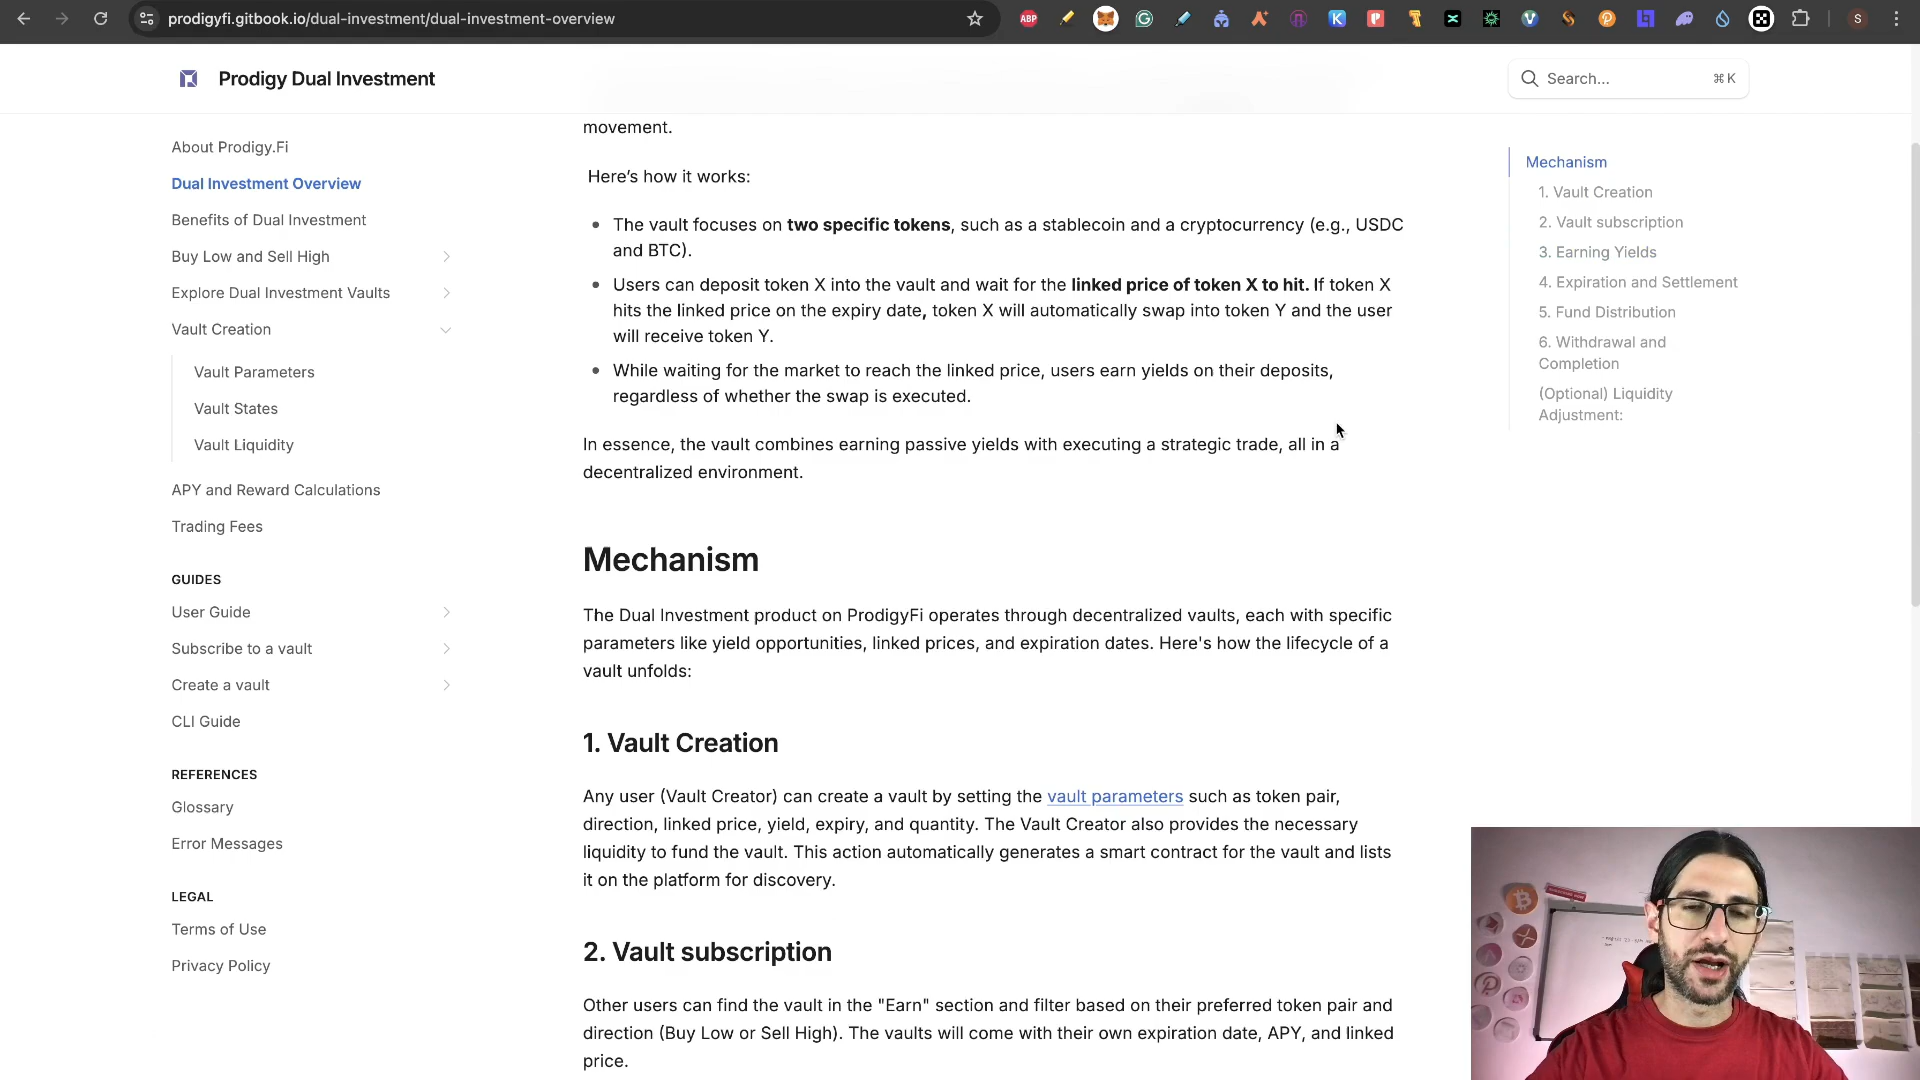 prodigyfi.gitbook.io/dual-investment/dual-investment-overview
ABP
S
Prodigy Dual Investment
Search...
⌘ K
About Prodigy.Fi
Dual Investment Overview
Benefits of Dual Investment
Buy Low and Sell High
Explore Dual Investment Vaults
Vault Creation
Vault Parameters
Vault States
Vault Liquidity
APY and Reward Calculations
Trading Fees
GUIDES
User Guide
Subscribe to a vault
Create a vault
CLI Guide
REFERENCES
Glossary
Error Messages
LEGAL
Terms of Use
Privacy Policy
movement.
Here’s how it works:
• The vault focuses on two specific tokens, such as a stablecoin and a cryptocurrency (e.g., USDC
and BTC).
• Users can deposit token X into the vault and wait for the linked price of token X to hit. If token X
hits the linked price on the expiry date, token X will automatically swap into token Y and the user
will receive token Y.
• While waiting for the market to reach the linked price, users earn yields on their deposits,
regardless of whether the swap is executed.
In essence, the vault combines earning passive yields with executing a strategic trade, all in a
decentralized environment.
Mechanism
The Dual Investment product on ProdigyFi operates through decentralized vaults, each with specific
parameters like yield opportunities, linked prices, and expiration dates. Here's how the lifecycle of a
vault unfolds:
1. Vault Creation
Any user (Vault Creator) can create a vault by setting the vault parameters such as token pair,
direction, linked price, yield, expiry, and quantity. The Vault Creator also provides the necessary
liquidity to fund the vault. This action automatically generates a smart contract for the vault and lists
it on the platform for discovery.
2. Vault subscription
Other users can find the vault in the "Earn" section and filter based on their preferred token pair and
direction (Buy Low or Sell High). The vaults will come with their own expiration date, APY, and linked
price.
Mechanism
1. Vault Creation
2. Vault subscription
3. Earning Yields
4. Expiration and Settlement
5. Fund Distribution
6. Withdrawal and
Completion
(Optional) Liquidity
Adjustment: